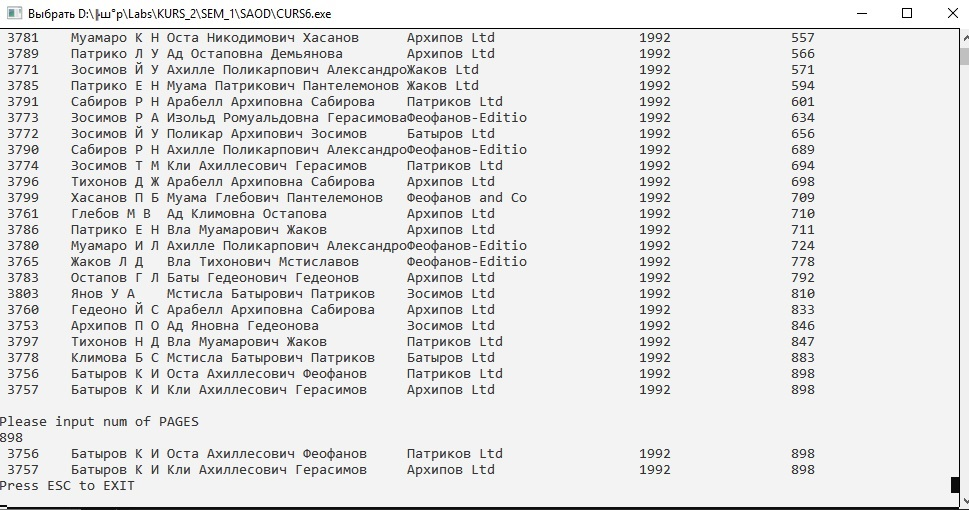 Выбрать D:\╟ш°р\Labs\KURS_2\SEM_1\SAOD\CURS6.exe
3781 Муамаро К Н Оста Никодимович Хасанов Архипов Ltd 1992 557
3789 Патрико Л У Ад Остаповна Демьянова Архипов Ltd 1992 566
3771 Зосимов Й У Ахилле Поликарпович АлександроЖаков Ltd 1992 571
3785 Патрико Е Н Муама Патрикович Пантелемонов Жаков Ltd 1992 594
3791 Сабиров Р Н Арабелл Архиповна Сабирова Патриков Ltd 1992 601
3773 Зосимов Р А Изольд Ромуальдовна ГерасимоваФеофанов-Editio 1992 634
3772 Зосимов Й У Поликар Архипович Зосимов Батыров Ltd 1992 656
3790 Сабиров Р Н Ахилле Поликарпович АлександроФеофанов-Editio 1992 689
3774 Зосимов Т М Кли Ахиллесович Герасимов Патриков Ltd 1992 694
3796 Тихонов Д Ж Арабелл Архиповна Сабирова Архипов Ltd 1992 698
3799 Хасанов П Б Муама Глебович Пантелемонов Феофанов and Co 1992 709
3761 Глебов М В Ад Климовна Остапова Архипов Ltd 1992 710
3786 Патрико Е Н Вла Муамарович Жаков Архипов Ltd 1992 711
3780 Муамаро И Л Ахилле Поликарпович АлександроФеофанов-Editio 1992 724
3765 Жаков Л Д Вла Тихонович Мстиславов Феофанов-Editio 1992 778
3783 Остапов Г Л Баты Гедеонович Гедеонов Архипов Ltd 1992 792
3803 Янов У А Мстисла Батырович Патриков Зосимов Ltd 1992 810
3760 Гедеоно Й С Арабелл Архиповна Сабирова Архипов Ltd 1992 833
3753 Архипов П О Ад Яновна Гедеонова Зосимов Ltd 1992 846
3797 Тихонов Н Д Вла Муамарович Жаков Патриков Ltd 1992 847
3778 Климова Б С Мстисла Батырович Патриков Батыров Ltd 1992 883
3756 Батыров К И Оста Ахиллесович Феофанов Патриков Ltd 1992 898
3757 Батыров К И Кли Ахиллесович Герасимов Архипов Ltd 1992 898
Please input num of PAGES
898
3756 Батыров К И Оста Ахиллесович Феофанов Патриков Ltd 1992 898
3757 Батыров К И Кли Ахиллесович Герасимов Архипов Ltd 1992 898
Press ESC to EXIT